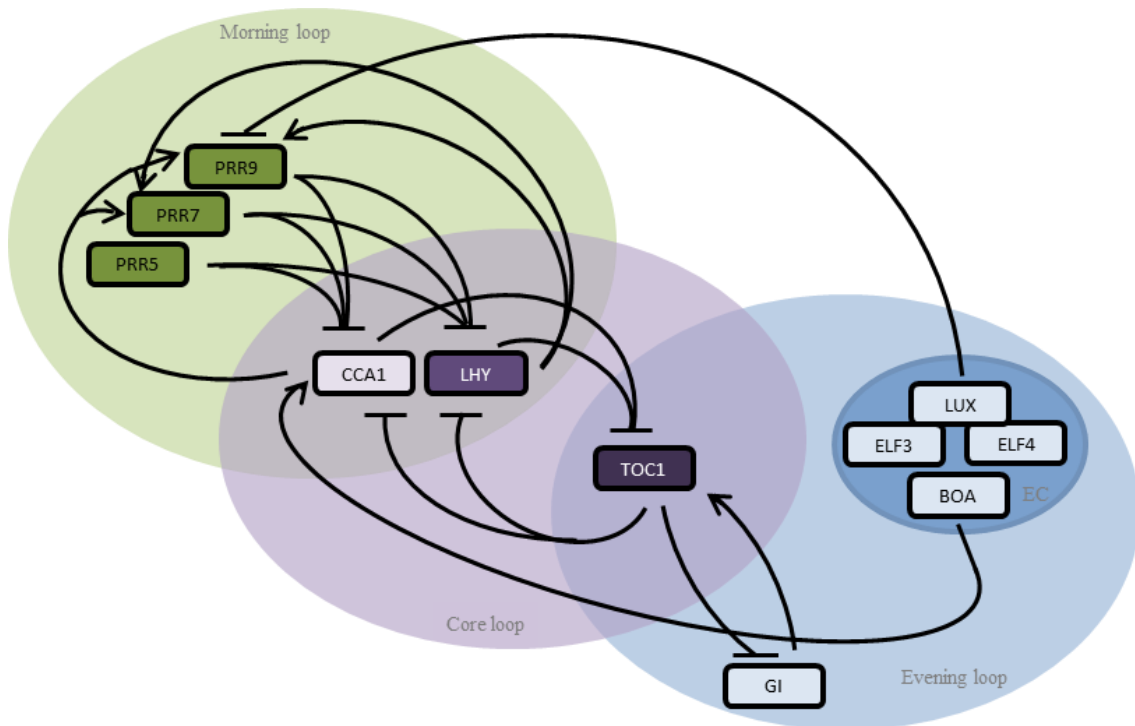 Morning loop
PRR9
PRR7
PRR5
CCA1
LHY
LUX
ELF3
ELF4
TOC1
BOA
EC
Core loop
Evening loop
GI